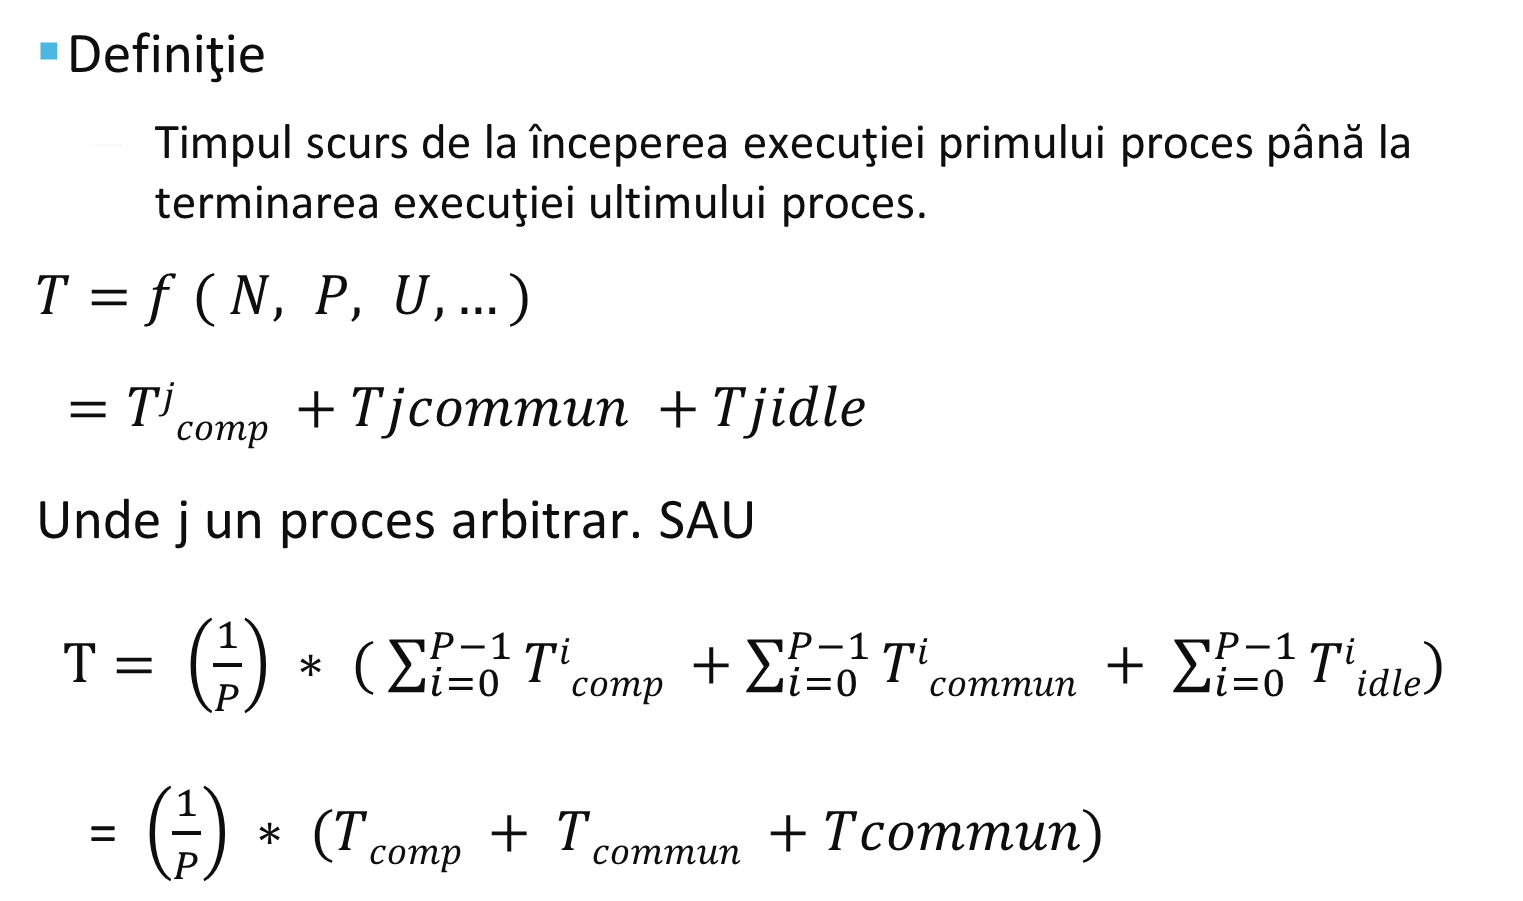 ▪ Definiţie
Timpul scurs de la începerea execuţiei primului proces până la
terminarea execuţiei ultimului proces.
T = f ( N, P, U, … )
= T^j_comp + Tjcommun + Tjidle
Unde j un proces arbitrar. SAU
T = (1/P) ∗ ( ∑_{i=0}^{P−1} T^i_comp + ∑_{i=0}^{P−1} T^i_commun + ∑_{i=0}^{P−1} T^i_idle)
= (1/P) ∗ (T_comp + T_commun + Tcommun)